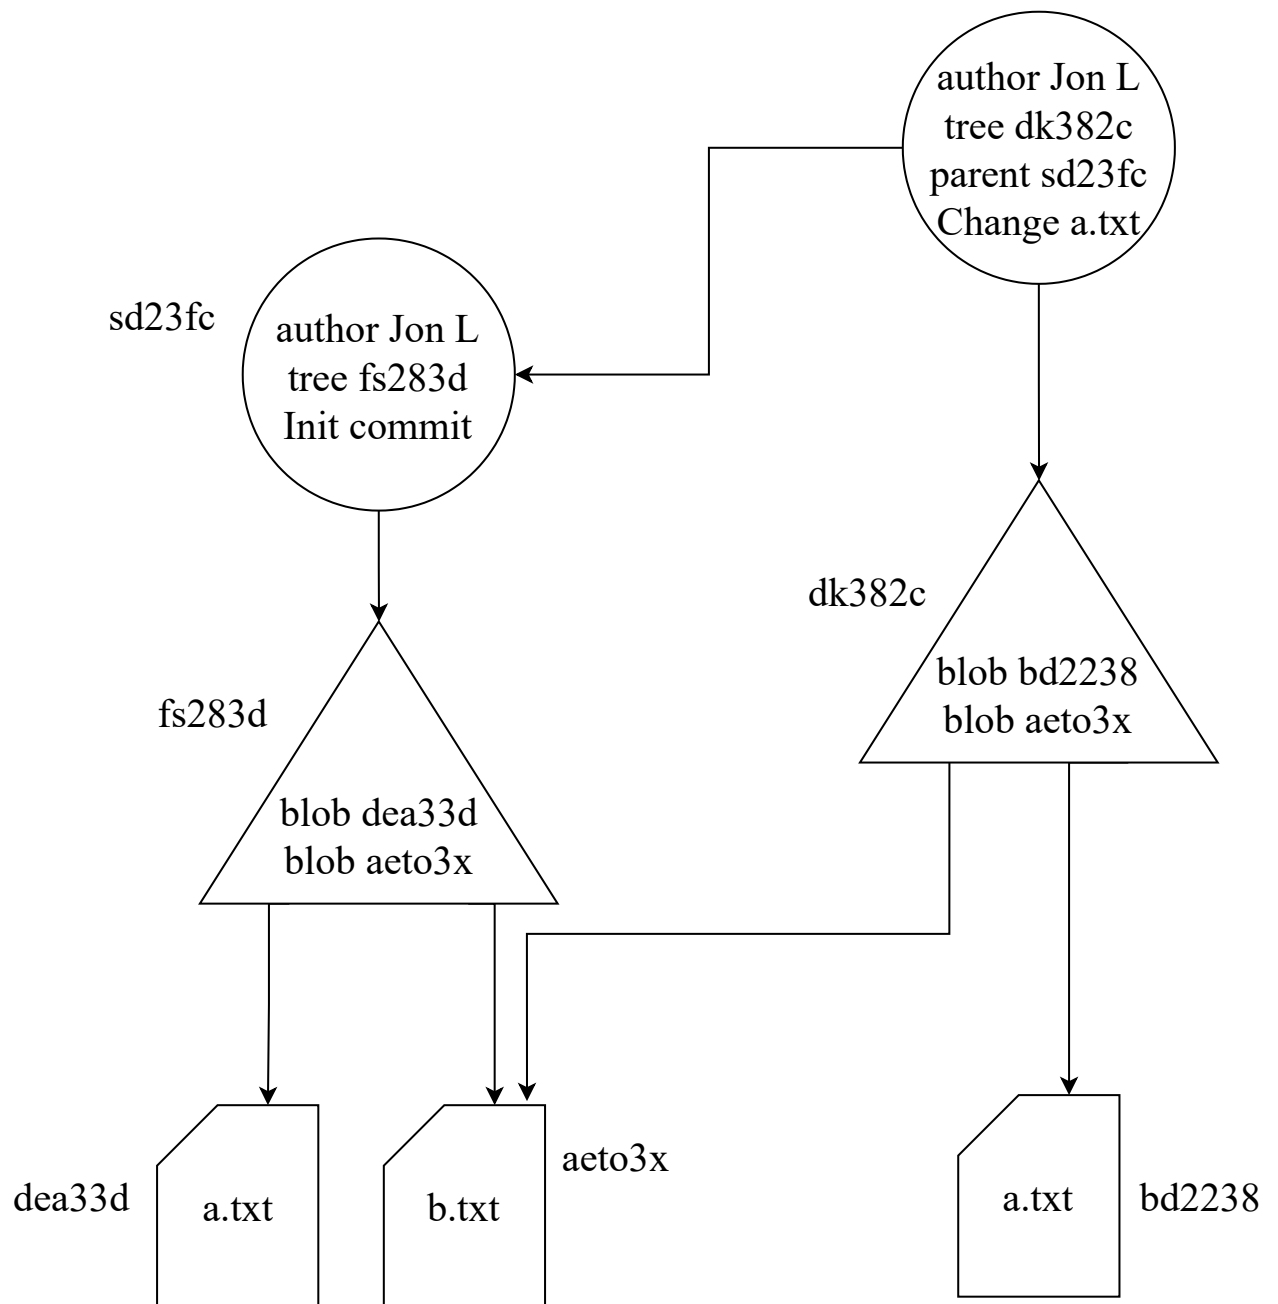 author Jon L
tree dk382c
parent sd23fc
Change a.txt
sd23fc
author Jon L
tree fs283d
Init commit
dk382c
blob bd2238
blob aeto3x
fs283d
blob dea33d
blob aeto3x
dea33d
a.txt
b.txt
aeto3x
a.txt
bd2238